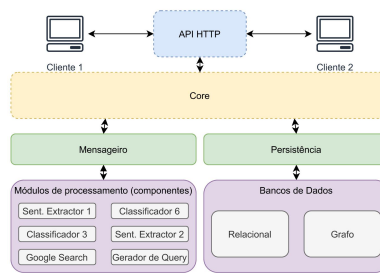 API HTTP
Cliente 1
Cliente 2
Core
Mensageiro
Persistência
Módulos de processamento (componentes)
Sent. Extractor 1
Classificador 6
Classificador 3
Sent. Extractor 2
Google Search
Gerador de Query
Bancos de Dados
Relacional
Grafo